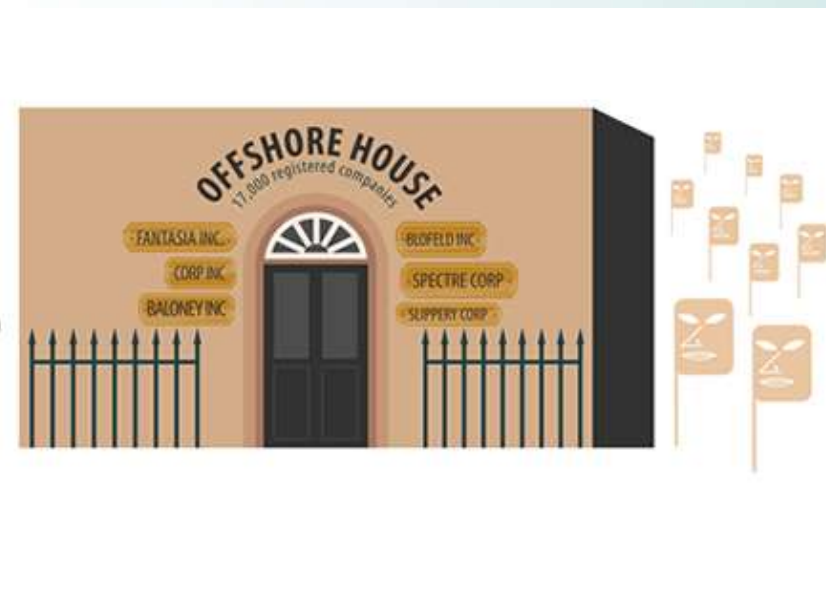 OFFSHORE HOUSE
17,000 registered companies
FANTASIA INC.
CORP INC
BALONEY INC
BLOFELD INC
SPECTRE CORP
SLIPPERY CORP